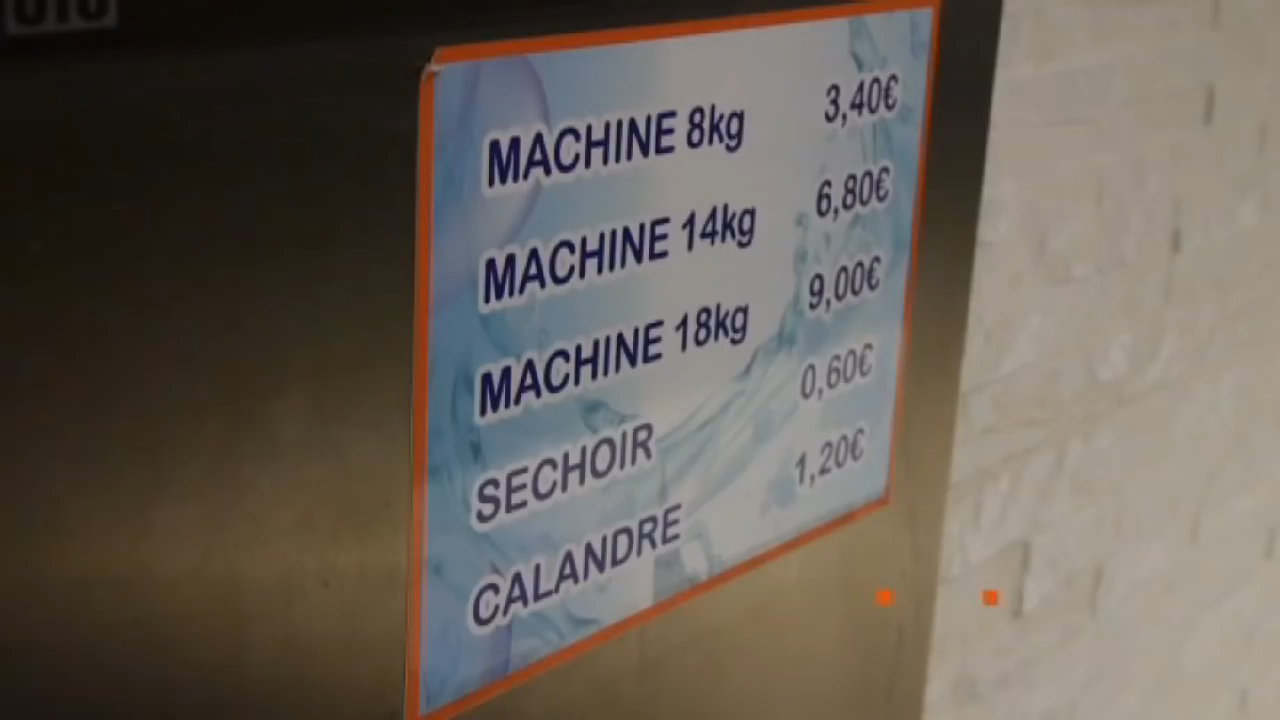 MACHINE 8kg 3,40€
MACHINE 14kg 6,80€
MACHINE 18kg 9,00€
SECHOIR 0,60€
CALANDRE 1,20€